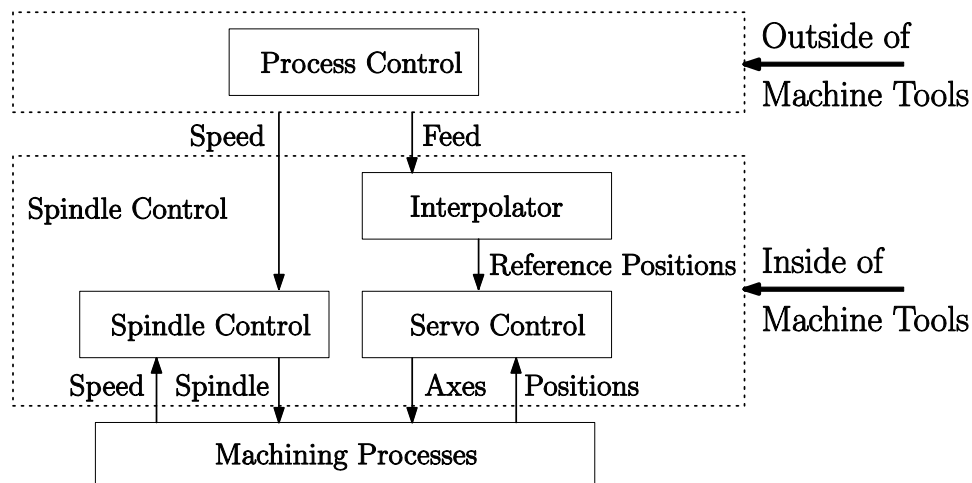 Process Control
Outside of
Machine Tools
Speed
Feed
Spindle Control
Interpolator
Reference Positions
Inside of
Machine Tools
Spindle Control
Servo Control
Speed
Spindle
Axes
Positions
Machining Processes